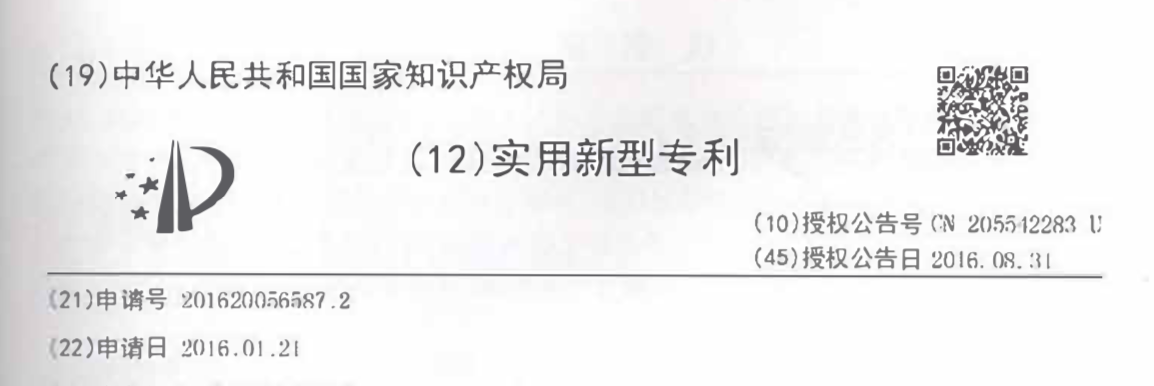 (19)中华人民共和国国家知识产权局
(12)实用新型专利
(10)授权公告号 CN 205542283 U
(45)授权公告日 2016.08.31
(21)申请号 201620056587.2
(22)申请日 2016.01.21